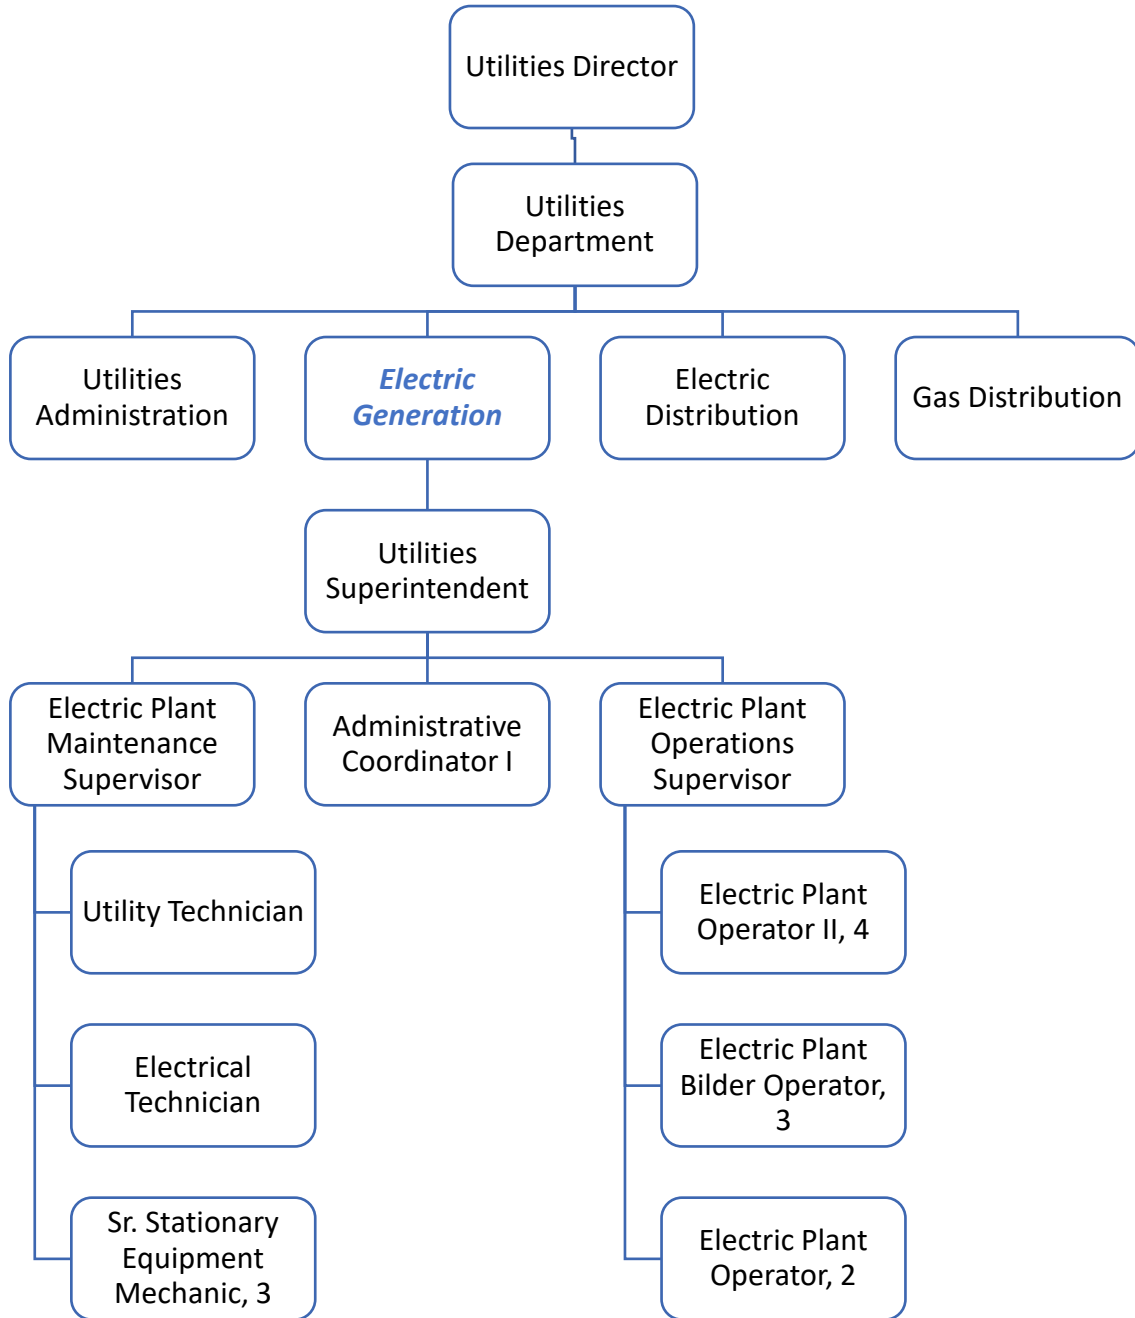 Utilities Director
Utilities
Department
Utilities
Administration
Electric
Generation
Electric
Distribution
Gas Distribution
Utilities
Superintendent
Electric Plant
Maintenance
Supervisor
Administrative
Coordinator I
Electric Plant
Operations
Supervisor
Utility Technician
Electrical
Technician
Sr. Stationary
Equipment
Mechanic, 3
Electric Plant
Operator II, 4
Electric Plant
Bilder Operator,
3
Electric Plant
Operator, 2